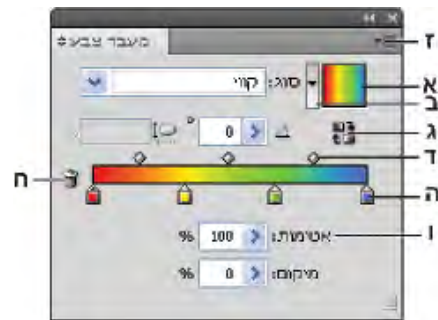 מעבר צבע
ז
סוג: קווי
א
ב
0 °
ג
ד
ח
ה
אטימות: 100 %
ו
מיקום: 0 %